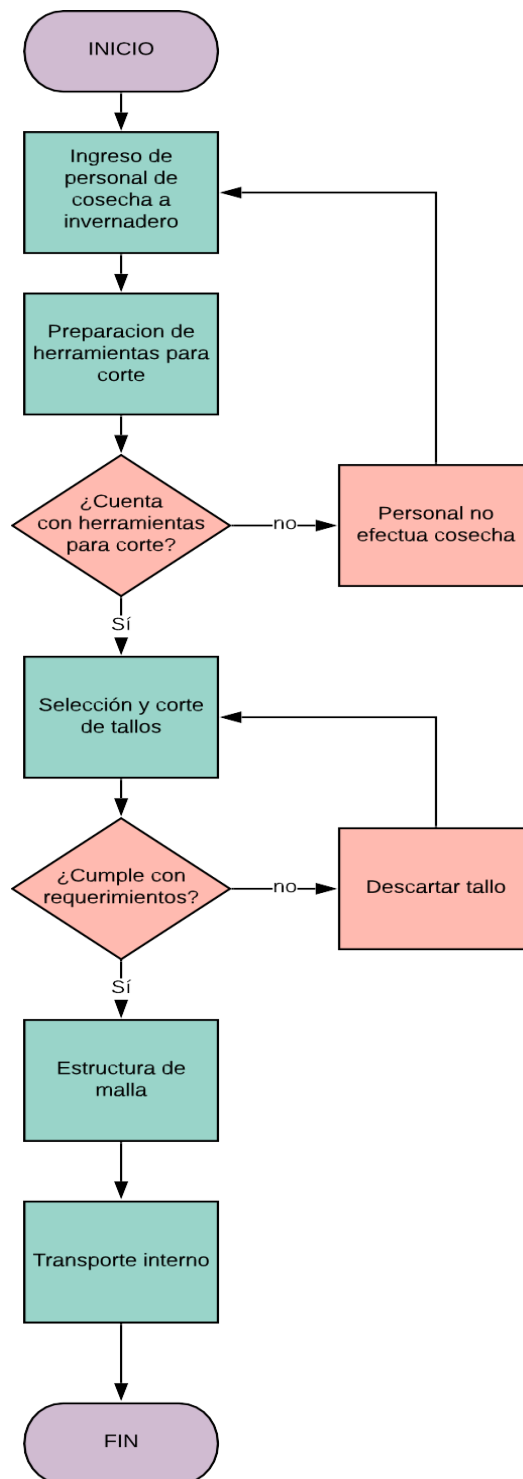 INICIO
Ingreso de
personal de
cosecha a
invernadero
Preparacion de
herramientas para
corte
¿Cuenta
con herramientas
para corte?
no
Personal no
efectua cosecha
Sí
Selección y corte
de tallos
¿Cumple con
requerimientos?
no
Descartar tallo
Sí
Estructura de
malla
Transporte interno
FIN